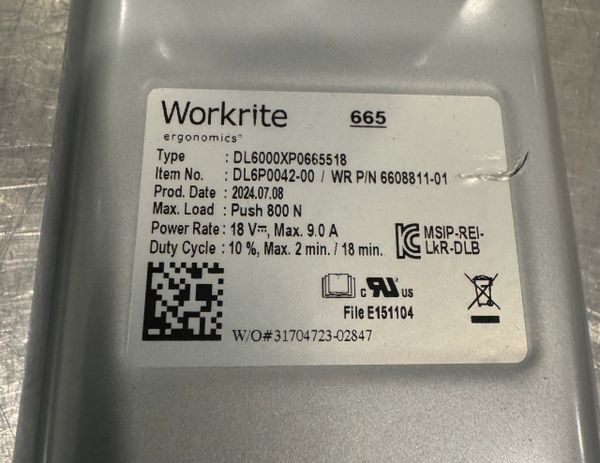 Workrite 665
ergonomics™
Type : DL6000XP0665518
Item No. : DL6P0042-00 / WR P/N 6608811-01
Prod. Date : 2024.07.08
Max. Load : Push 800 N
Power Rate : 18 V⎓, Max. 9.0 A
Duty Cycle : 10 %, Max. 2 min. / 18 min.
MSIP-REI-
LkR-DLB
c RU us
File E151104
W/O#31704723-02847